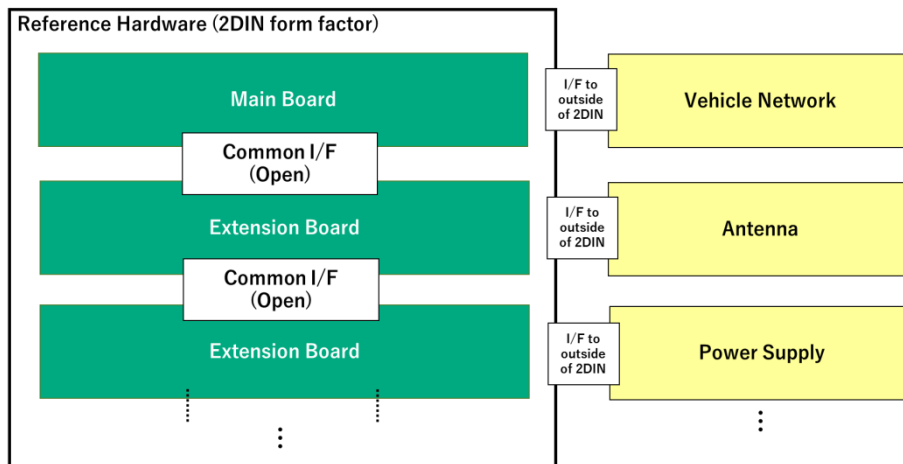 Reference Hardware (2DIN form factor)
Main Board
I/F to
outside
of 2DIN
Vehicle Network
Common I/F
(Open)
Extension Board
I/F to
outside
of 2DIN
Antenna
Common I/F
(Open)
Extension Board
I/F to
outside
of 2DIN
Power Supply